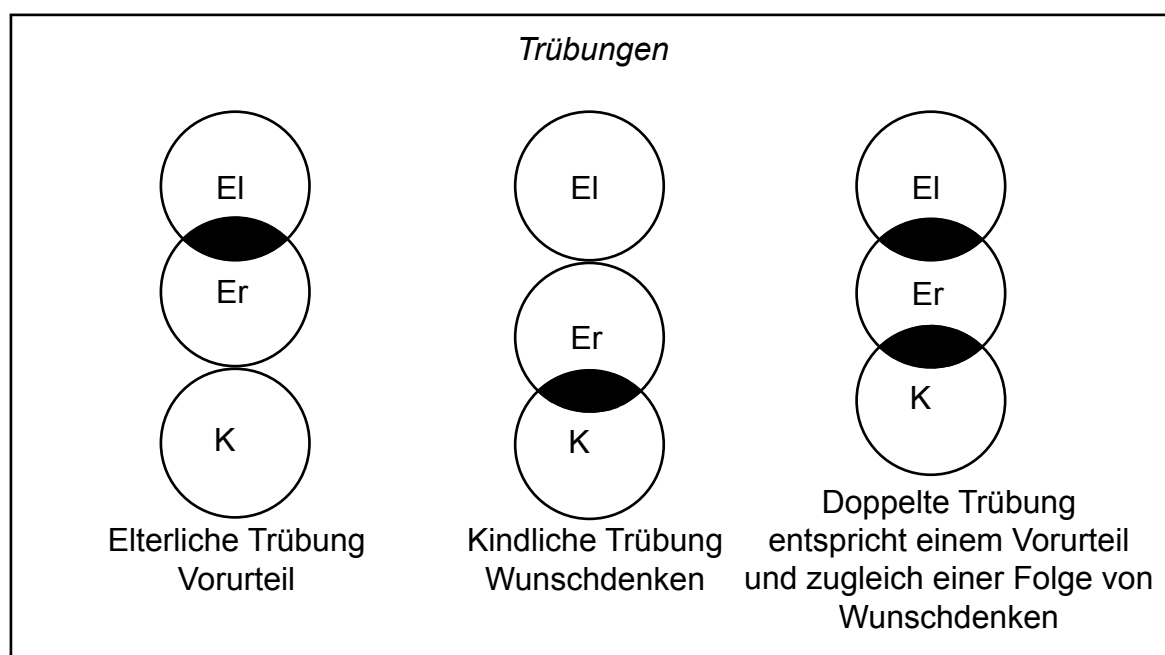 Trübungen
El
Er
K
Elterliche Trübung
Vorurteil
El
Er
K
Kindliche Trübung
Wunschdenken
El
Er
K
Doppelte Trübung
entspricht einem Vorurteil
und zugleich einer Folge von
Wunschdenken